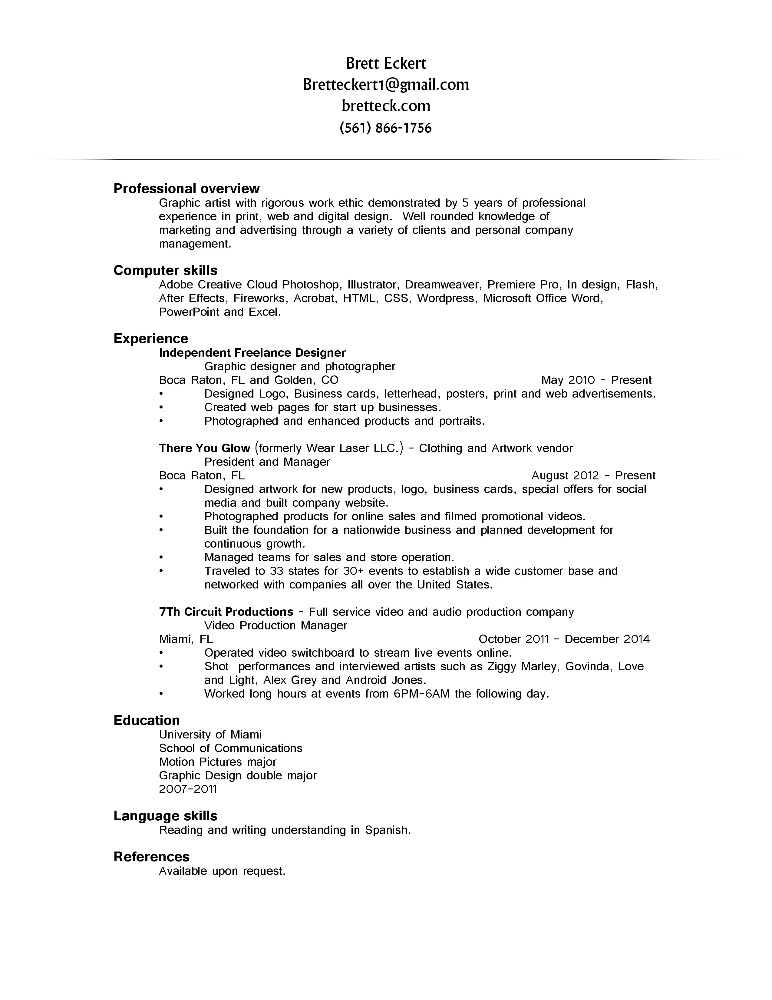 Brett Eckert
Bretteckert1@gmail.com
bretteck.com
(561) 866-1756
Professional overview
Graphic artist with rigorous work ethic demonstrated by 5 years of professional
experience in print, web and digital design. Well rounded knowledge of
marketing and advertising through a variety of clients and personal company
management.
Computer skills
Adobe Creative Cloud Photoshop, Illustrator, Dreamweaver, Premiere Pro, In design, Flash,
After Effects, Fireworks, Acrobat, HTML, CSS, Wordpress, Microsoft Office Word,
PowerPoint and Excel.
Experience
Independent Freelance Designer
Graphic designer and photographer
Boca Raton, FL and Golden, CO May 2010 - Present
• Designed Logo, Business cards, letterhead, posters, print and web advertisements.
• Created web pages for start up businesses.
• Photographed and enhanced products and portraits.
There You Glow (formerly Wear Laser LLC.) - Clothing and Artwork vendor
President and Manager
Boca Raton, FL August 2012 - Present
• Designed artwork for new products, logo, business cards, special offers for social
media and built company website.
• Photographed products for online sales and filmed promotional videos.
• Built the foundation for a nationwide business and planned development for
continuous growth.
• Managed teams for sales and store operation.
• Traveled to 33 states for 30+ events to establish a wide customer base and
networked with companies all over the United States.
7Th Circuit Productions - Full service video and audio production company
Video Production Manager
Miami, FL October 2011 - December 2014
• Operated video switchboard to stream live events online.
• Shot performances and interviewed artists such as Ziggy Marley, Govinda, Love
and Light, Alex Grey and Android Jones.
• Worked long hours at events from 6PM-6AM the following day.
Education
University of Miami
School of Communications
Motion Pictures major
Graphic Design double major
2007-2011
Language skills
Reading and writing understanding in Spanish.
References
Available upon request.